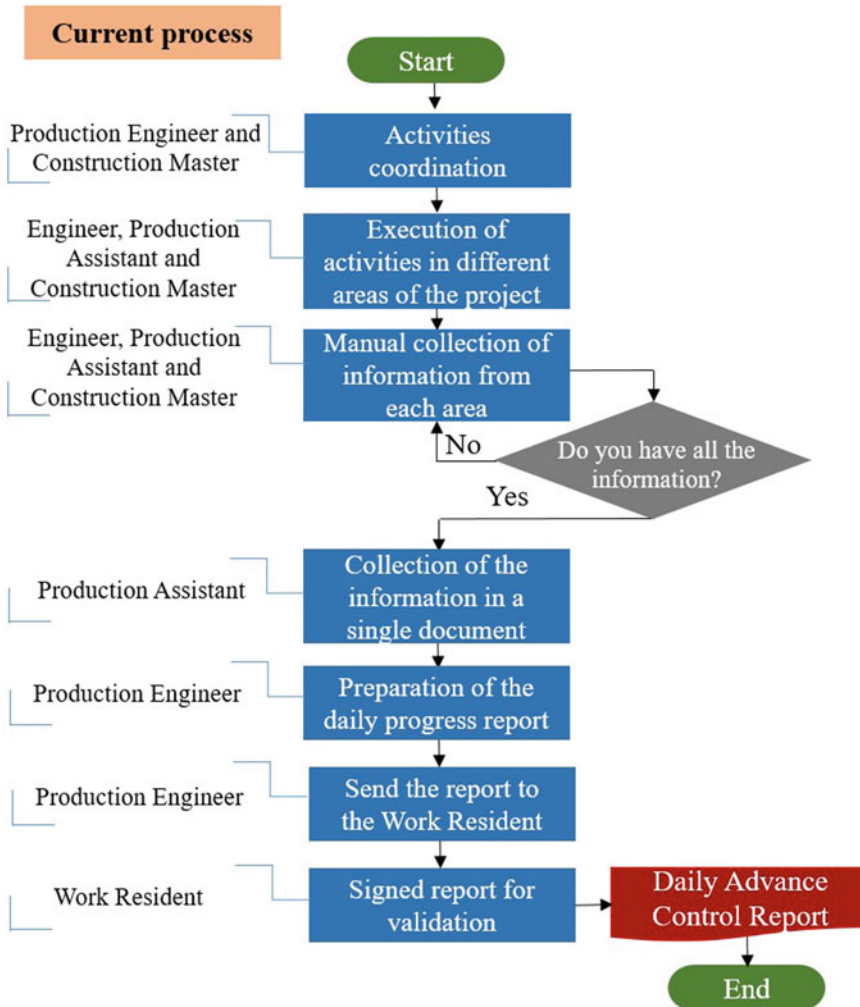 Current process
Start
Production Engineer and
Construction Master
Activities
coordination
Engineer, Production
Assistant and
Construction Master
Execution of
activities in different
areas of the project
Engineer, Production
Assistant and
Construction Master
Manual collection of
information from
each area
No
Do you have all the
information?
Yes
Production Assistant
Collection of the
information in a
single document
Production Engineer
Preparation of the
daily progress report
Production Engineer
Send the report to
the Work Resident
Work Resident
Signed report for
validation
Daily Advance
Control Report
End